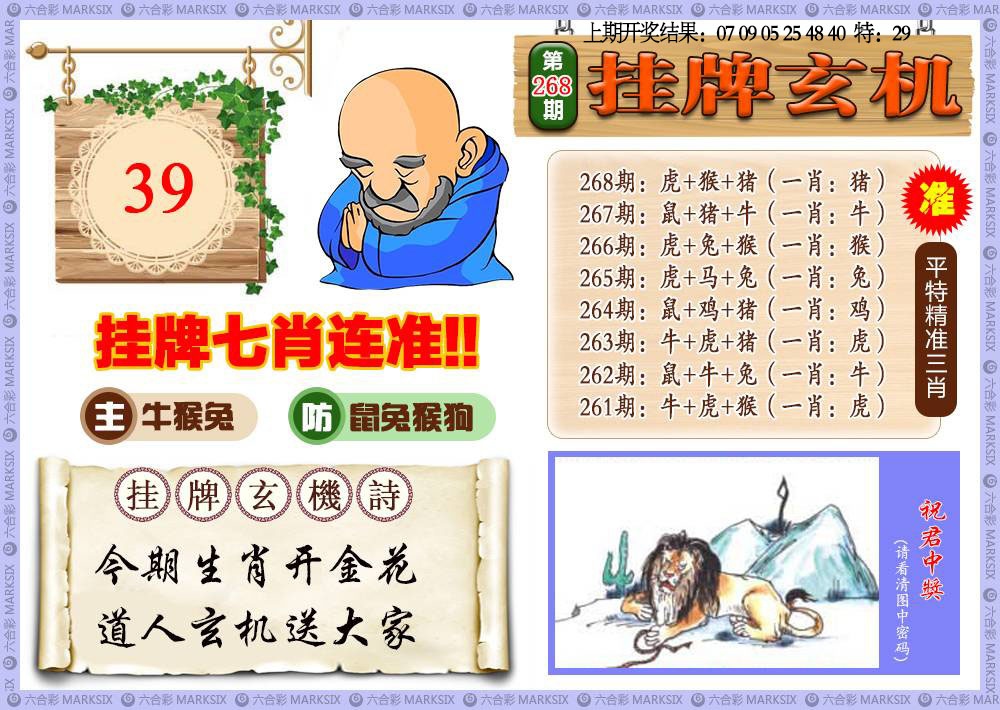 六合彩 MARKSIX
上期开奖结果：07 09 05 25 48 40 特：29
第268期
挂牌玄机
39
挂牌七肖连准!!
主 牛猴兔
防 鼠兔猴狗
挂牌玄機詩
今期生肖开金花
道人玄机送大家
268期：虎+猴+猪（一肖：猪）
267期：鼠+猪+牛（一肖：牛）
266期：虎+兔+猴（一肖：猴）
265期：虎+马+兔（一肖：兔）
264期：鼠+鸡+猪（一肖：鸡）
263期：牛+虎+猪（一肖：虎）
262期：鼠+牛+兔（一肖：牛）
261期：牛+虎+猴（一肖：虎）
准
平特精准三肖
祝君中獎
（请看清图中密码）